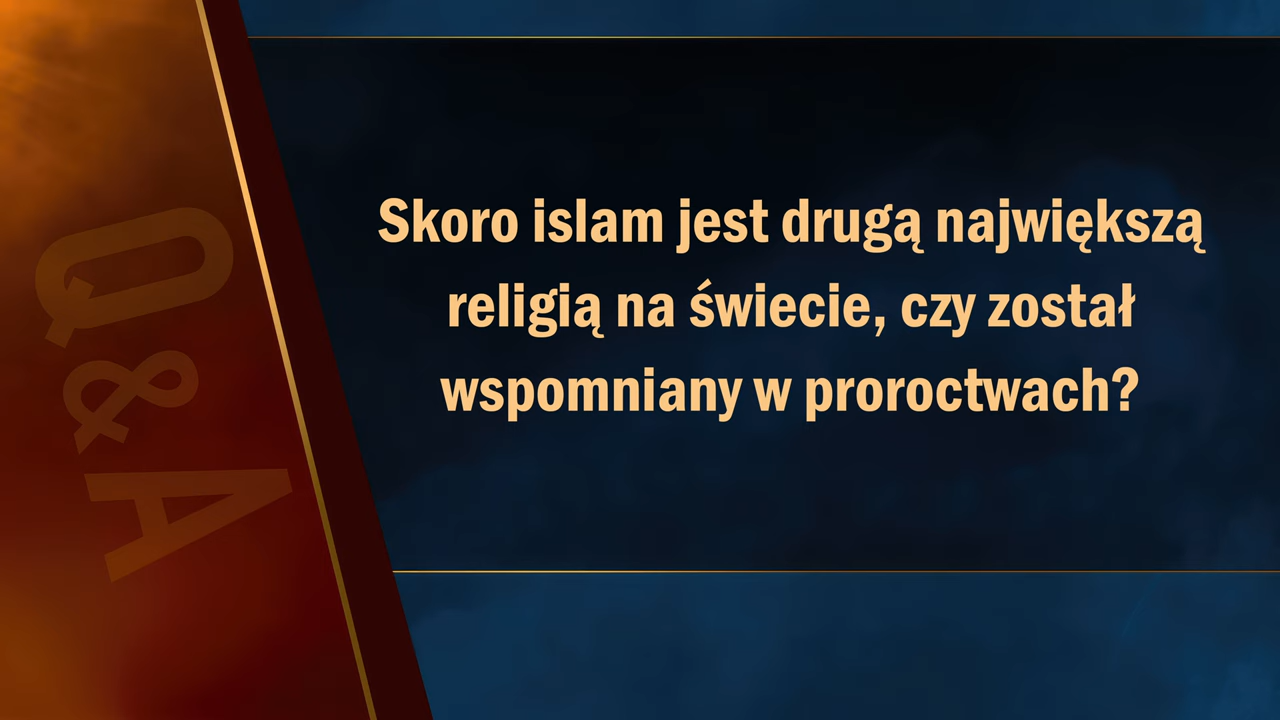 Q&A
Skoro islam jest drugą największą
religią na świecie, czy został
wspomniany w proroctwach?